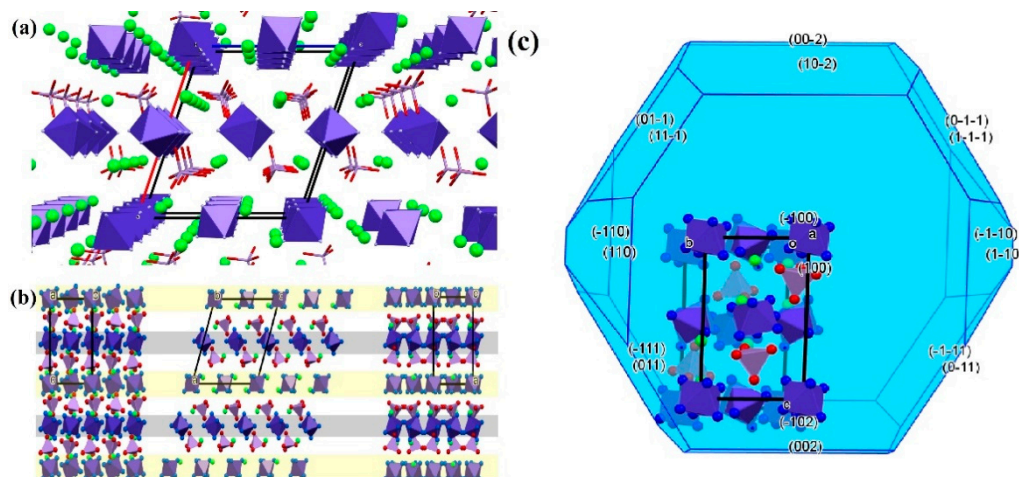 (a)
(b)
(c)
(00-2)
(10-2)
(01-1)
(11-1)
(0-1-1)
(1-1-1)
(-100)
b
o
a
(100)
(-110)
(110)
(-1-10)
(1-10)
(-111)
(011)
(-1-11)
(0-11)
c
(-102)
(002)